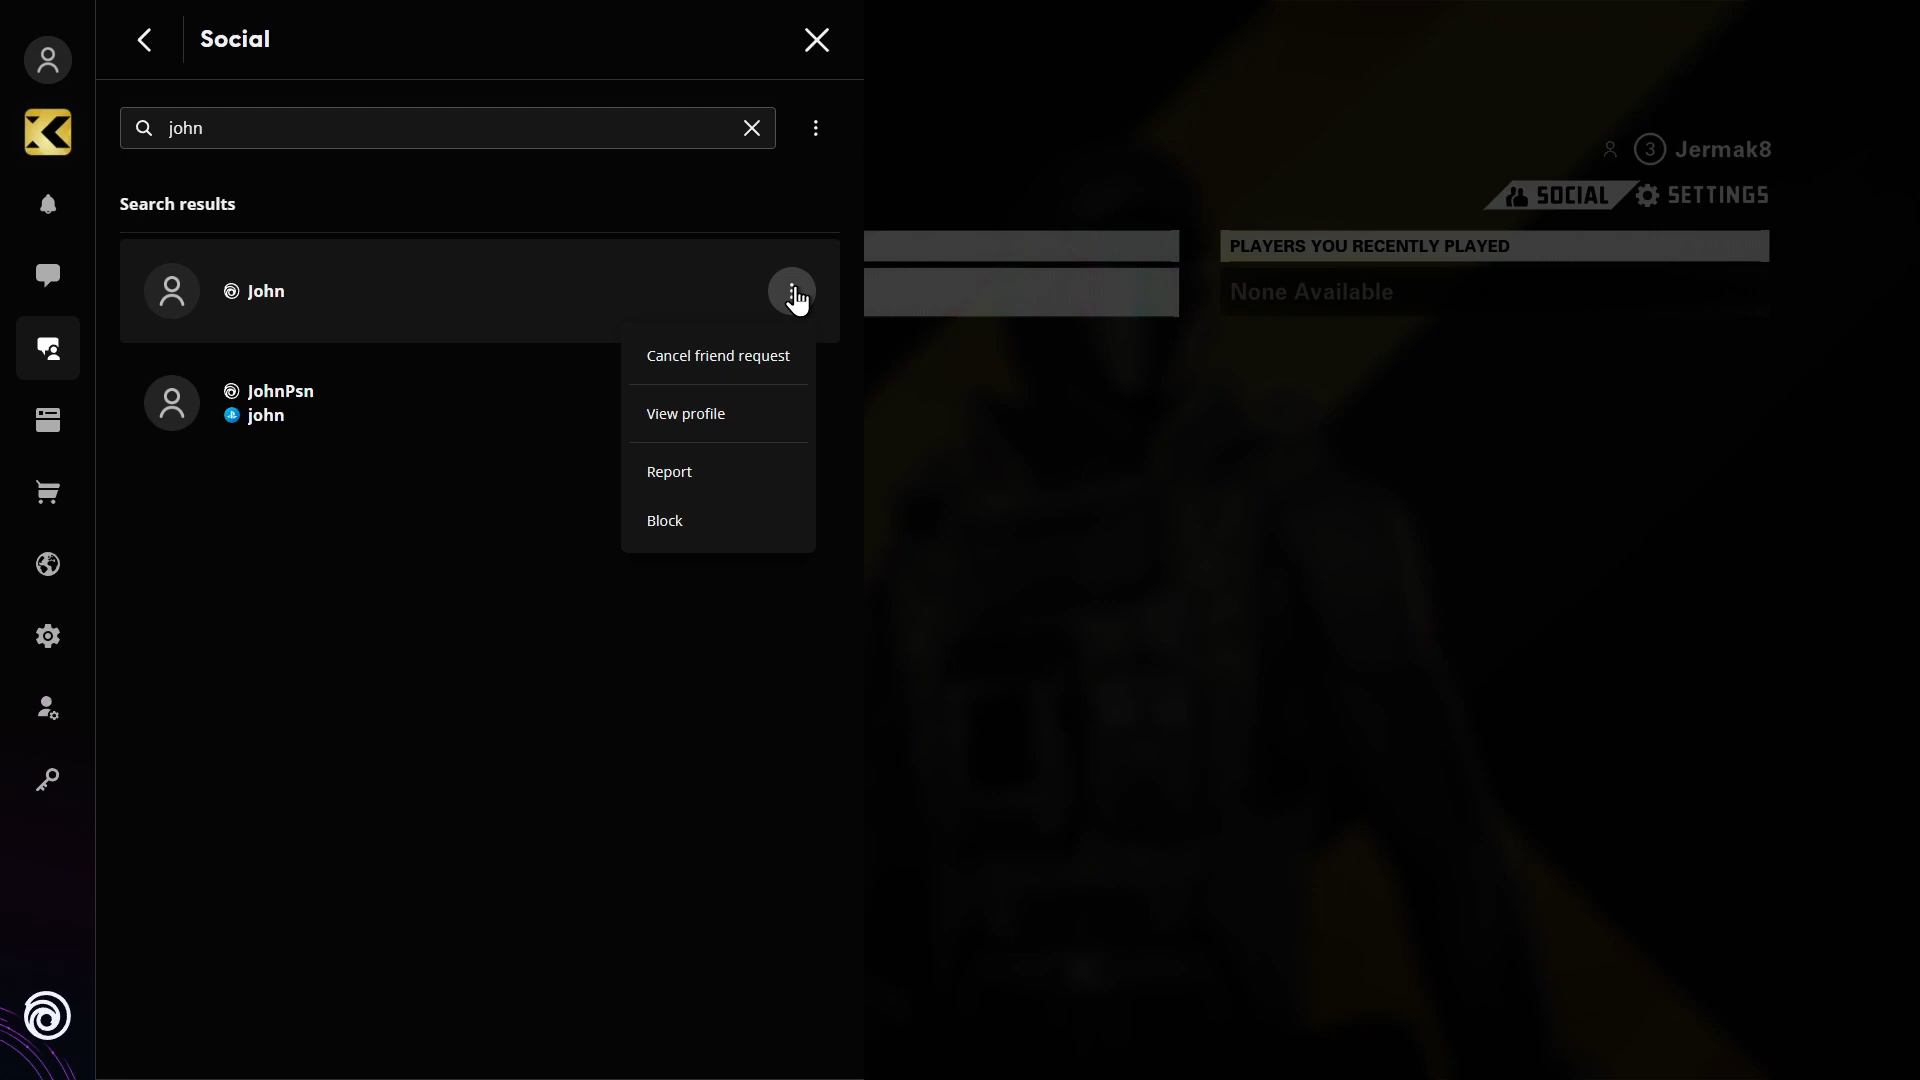 Social
john
Search results
John
JohnPsn
john
Cancel friend request
View profile
Report
Block
3 Jermak8
SOCIAL SETTINGS
PLAYERS YOU RECENTLY PLAYED
None Available